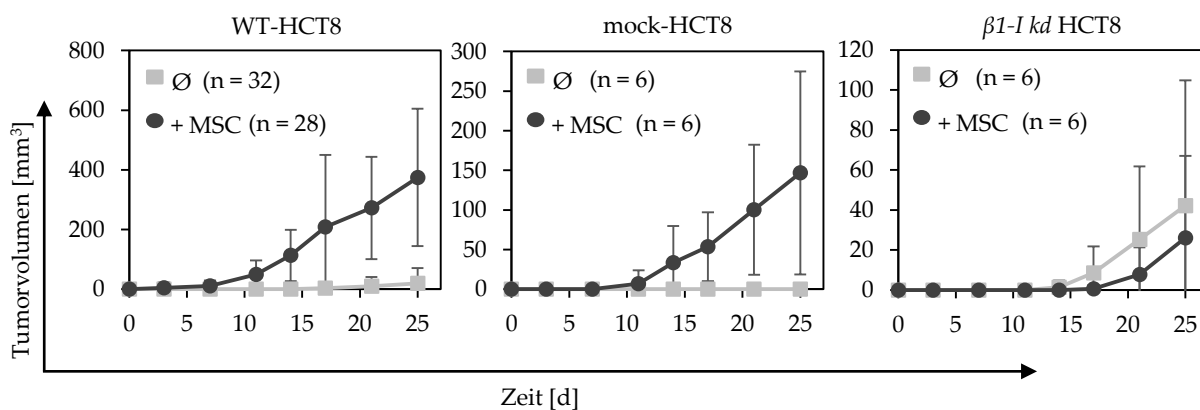 WT-HCT8
800
600
400
200
0
Ø (n = 32)
+ MSC (n = 28)
0 5 10 15 20 25
mock-HCT8
300
250
200
150
100
50
0
Ø (n = 6)
+ MSC (n = 6)
0 5 10 15 20 25
β1-I kd HCT8
120
100
80
60
40
20
0
Ø (n = 6)
+ MSC (n = 6)
0 5 10 15 20 25
Tumorvolumen [mm³]
Zeit [d]